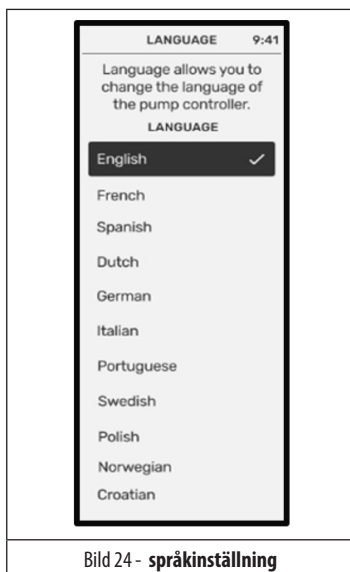 LANGUAGE 9:41
Language allows you to
change the language of
the pump controller.
LANGUAGE
English ✓
French
Spanish
Dutch
German
Italian
Portuguese
Swedish
Polish
Norwegian
Croatian
Bild 24 - språkinställning